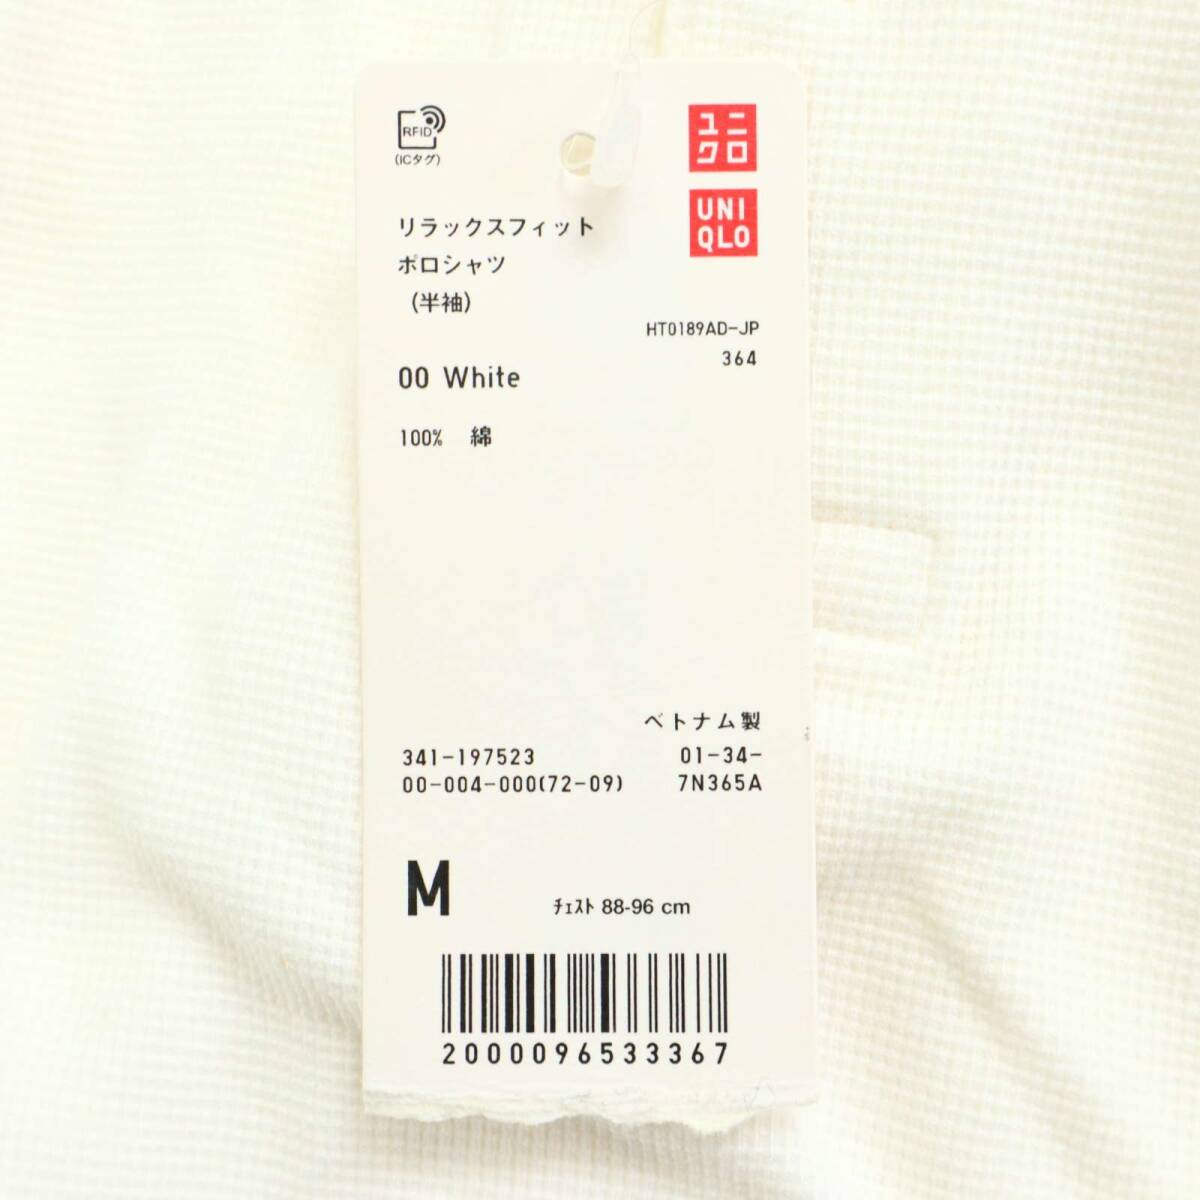 RFID
(ICタグ)
ユニ
クロ
UNI
QLO
リラックスフィット
ポロシャツ
(半袖)
HT0189AD-JP
364
00 White
100% 綿
ベトナム製
341-197523 01-34-
00-004-000(72-09) 7N365A
M ﾁｪｽﾄ 88-96 cm
2000096533367